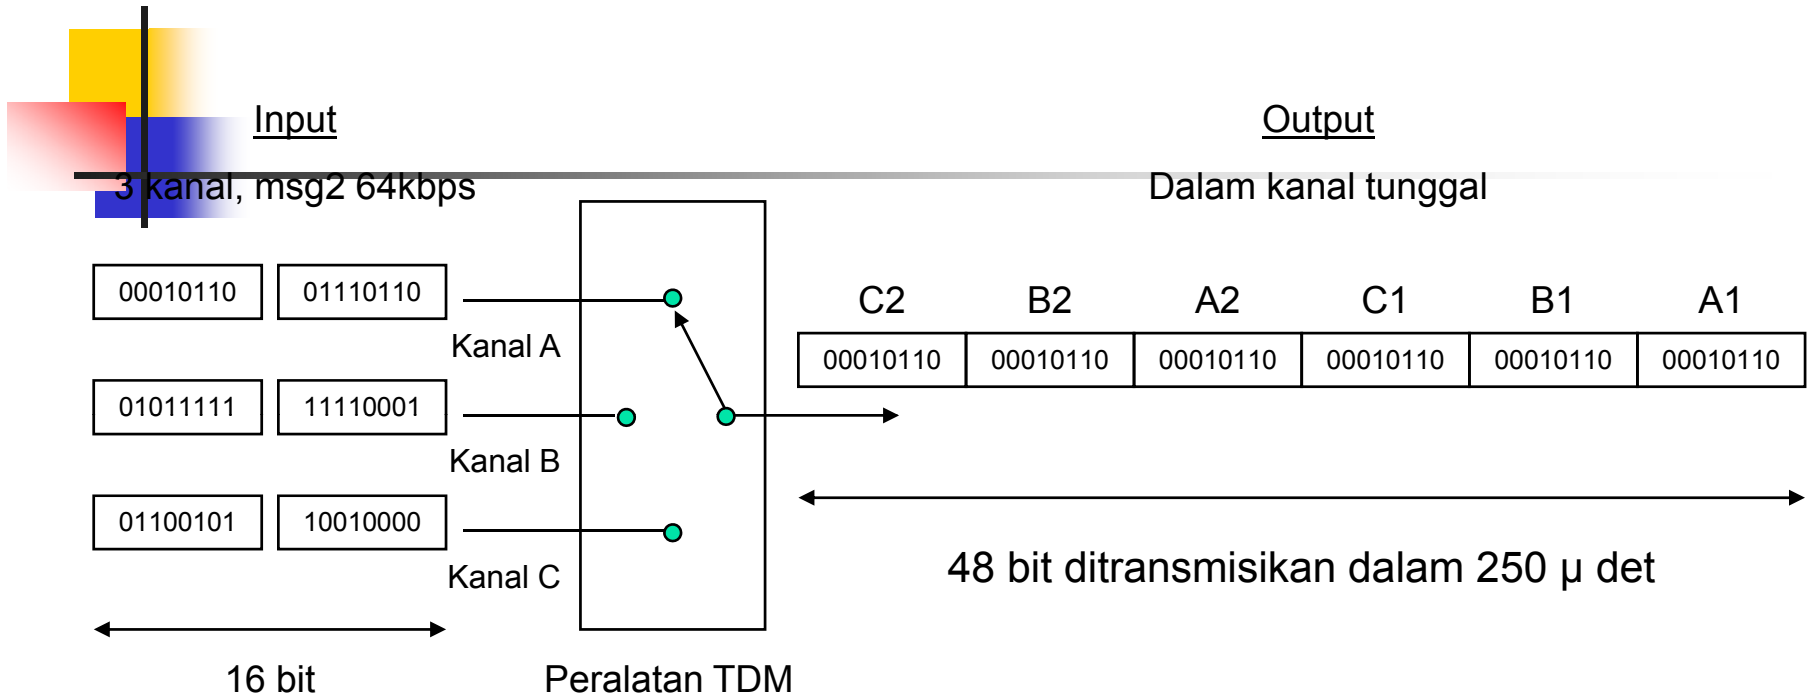 Input
Output
3 kanal, msg2 64kbps
Dalam kanal tunggal
00010110 01110110
Kanal A
C2 B2 A2 C1 B1 A1
00010110 00010110 00010110 00010110 00010110 00010110
01011111 11110001
Kanal B
01100101 10010000
Kanal C
48 bit ditransmisikan dalam 250 µ det
16 bit
Peralatan TDM